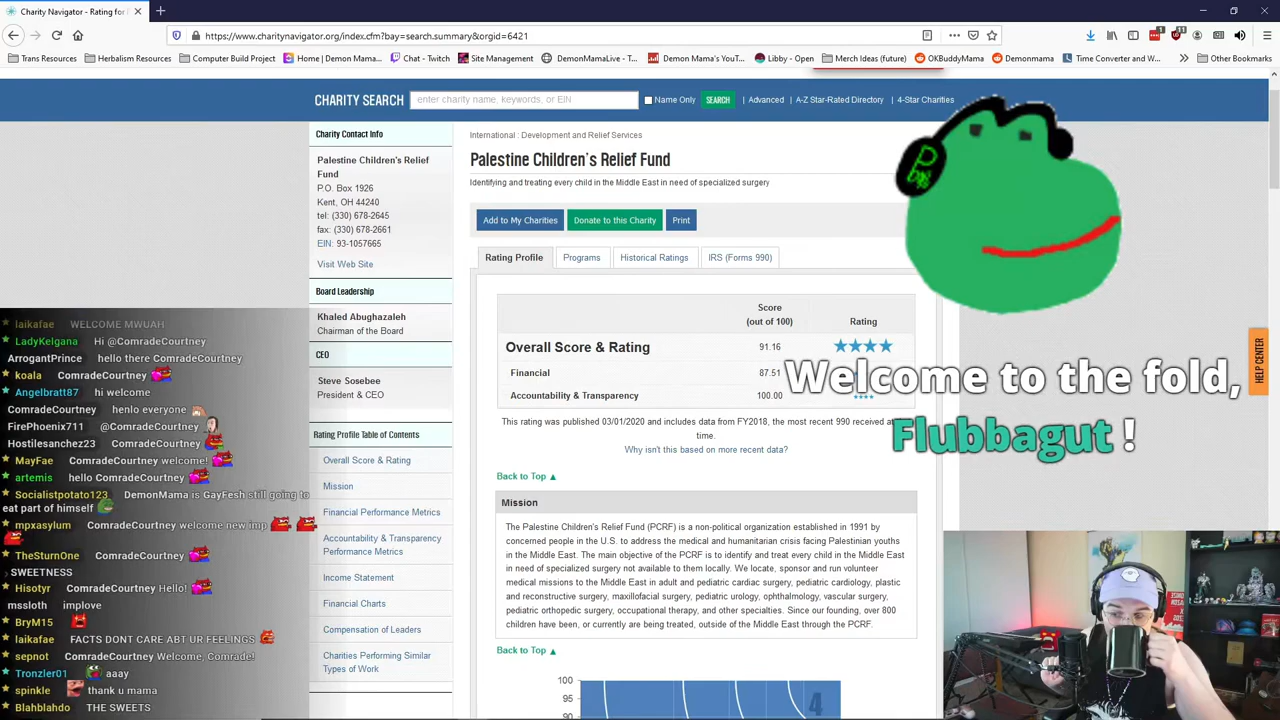 Charity Navigator - Rating for
https://www.charitynavigator.org/index.cfm?bay=search.summary&orgid=6421
Trans Resources
Herbalism Resources
Computer Build Project
Home | Demon Mama...
Chat - Twitch
Site Management
DemonMamaLive - T...
Demon Mama's YouT...
Libby - Open
Merch Ideas (future)
OKBuddyMama
Demonmama
Time Converter and W...
Other Bookmarks
CHARITY SEARCH
enter charity name, keywords, or EIN
Name Only
SEARCH
| Advanced | A-Z Star-Rated Directory | 4-Star Charities
Charity Contact Info
Palestine Children's Relief
Fund
P.O. Box 1926
Kent, OH 44240
tel: (330) 678-2645
fax: (330) 678-2661
EIN: 93-1057665
Visit Web Site
Board Leadership
Khaled Abughazaleh
Chairman of the Board
CEO
Steve Sosebee
President & CEO
Rating Profile Table of Contents
Overall Score & Rating
Mission
Financial Performance Metrics
Accountability & Transparency
Performance Metrics
Income Statement
Financial Charts
Compensation of Leaders
Charities Performing Similar
Types of Work
International : Development and Relief Services
Palestine Children's Relief Fund
Identifying and treating every child in the Middle East in need of specialized surgery
Add to My Charities
Donate to this Charity
Print
Rating Profile
Programs
Historical Ratings
IRS (Forms 990)
Score
(out of 100)
Rating
Overall Score & Rating 91.16
Financial 87.51
Accountability & Transparency 100.00
This rating was published 03/01/2020 and includes data from FY2018, the most recent 990 received at
time.
Why isn't this based on more recent data?
Back to Top
Mission
The Palestine Children's Relief Fund (PCRF) is a non-political organization established in 1991 by
concerned people in the U.S. to address the medical and humanitarian crisis facing Palestinian youths
in the Middle East. The main objective of the PCRF is to identify and treat every child in the Middle East
in need of specialized surgery not available to them locally. We locate, sponsor and run volunteer
medical missions to the Middle East in adult and pediatric cardiac surgery, pediatric cardiology, plastic
and reconstructive surgery, maxillofacial surgery, pediatric urology, ophthalmology, vascular surgery,
pediatric orthopedic surgery, occupational therapy, and other specialties. Since our founding, over 800
children have been, or currently are being treated, outside of the Middle East through the PCRF.
Back to Top
100
95
90
4
HELP CENTER
Welcome to the fold,
Flubbagut !
laikafae WELCOME MWUAH
LadyKelgana Hi @ComradeCourtney
ArrogantPrince hello there ComradeCourtney
koala ComradeCourtney
Angelbratt87 hi welcome
ComradeCourtney henlo everyone
FirePhoenix711 @ComradeCourtney
Hostilesanchez23 ComradeCourtney
MayFae ComradeCourtney welcome!
artemis hello ComradeCourtney
Socialistpotato123 DemonMama is GayFesh still going to
eat part of himself
mpxasylum ComradeCourtney welcome new imp
TheSturnOne ComradeCourtney
SWEETNESS
Hisotyr ComradeCourtney Hello!
mssloth implove
BryM15
laikafae FACTS DONT CARE ABT UR FEELINGS
sepnot ComradeCourtney Welcome, Comrade!
Tronzler01 aaay
spinkle thank u mama
Blahblahdo THE SWEETS